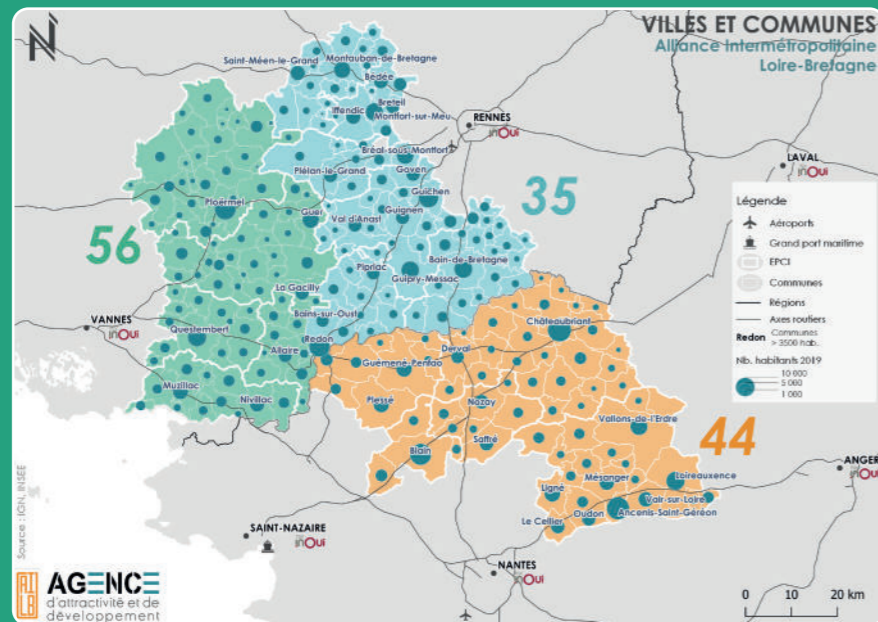 VILLES ET COMMUNES
Alliance Intermétropolitaine
Loire-Bretagne
N
Saint-Méen-le-Grand
Montauban-de-Bretagne
Bédée
Breteil
Iffendic
Montfort-sur-Meu
RENNES
inOui
LAVAL
inOui
Bréal-sous-Montfort
Plélan-le-Grand
Goven
Guichen
35
Ploërmel
Guer
Guignen
Val d'Anast
56
Pipriac
Bain-de-Bretagne
Guipry-Messac
La Gacilly
VANNES
inOui
Bains-sur-Oust
Questembert
Redon
Allaire
Châteaubriant
Derval
Guémené-Penfao
Muzillac
Nivillac
Plessé
Nozay
Saffré
Blain
Vallons-de-l'Erdre
44
Mésanger
Loireauxence
Ligné
Vair-sur-Loire
Oudon
Ancenis-Saint-Géréon
Le Cellier
ANGER
inOui
SAINT-NAZAIRE
NANTES
inOui
Légende
Aéroports
Grand port maritime
EPCI
Communes
Régions
Axes routiers
Redon Communes
> 3500 hab.
Nb. habitants 2019
10 000
5 000
1 000
0 10 20 km
Source : IGN, INSEE
AILB
AGENCE
d'attractivité et de
développement